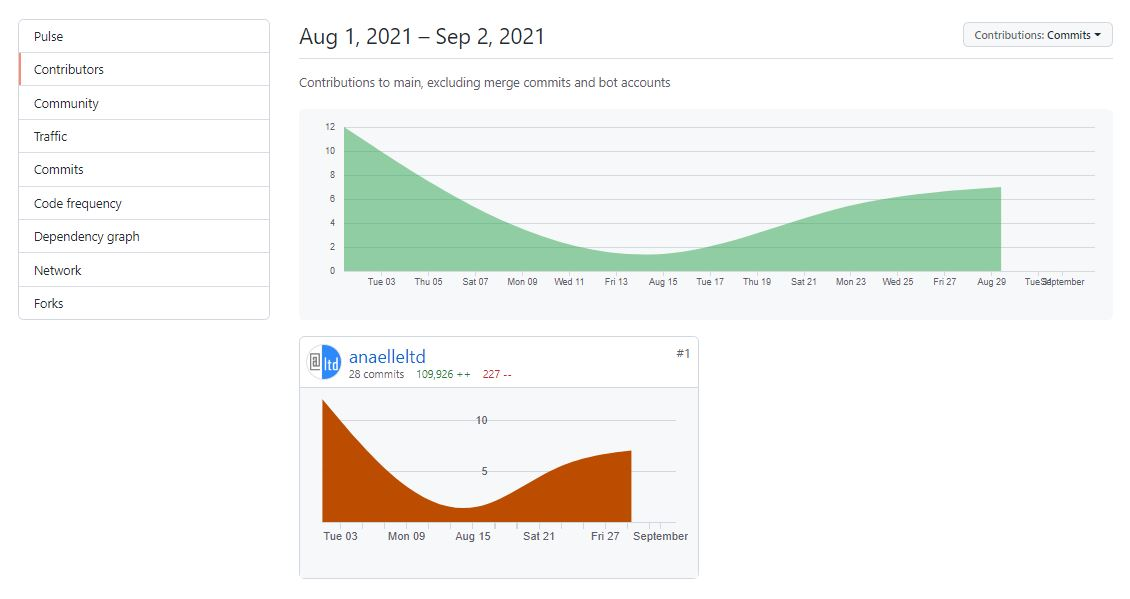 Pulse
Contributors
Community
Traffic
Commits
Code frequency
Dependency graph
Network
Forks
Aug 1, 2021 – Sep 2, 2021
Contributions: Commits
Contributions to main, excluding merge commits and bot accounts
12
10
8
6
4
2
0
Tue 03 Thu 05 Sat 07 Mon 09 Wed 11 Fri 13 Aug 15 Tue 17 Thu 19 Sat 21 Mon 23 Wed 25 Fri 27 Aug 29 Tue 31 September
@ ltd
anaelleltd
#1
28 commits 109,926 ++ 227 --
10
5
Tue 03 Mon 09 Aug 15 Sat 21 Fri 27 September